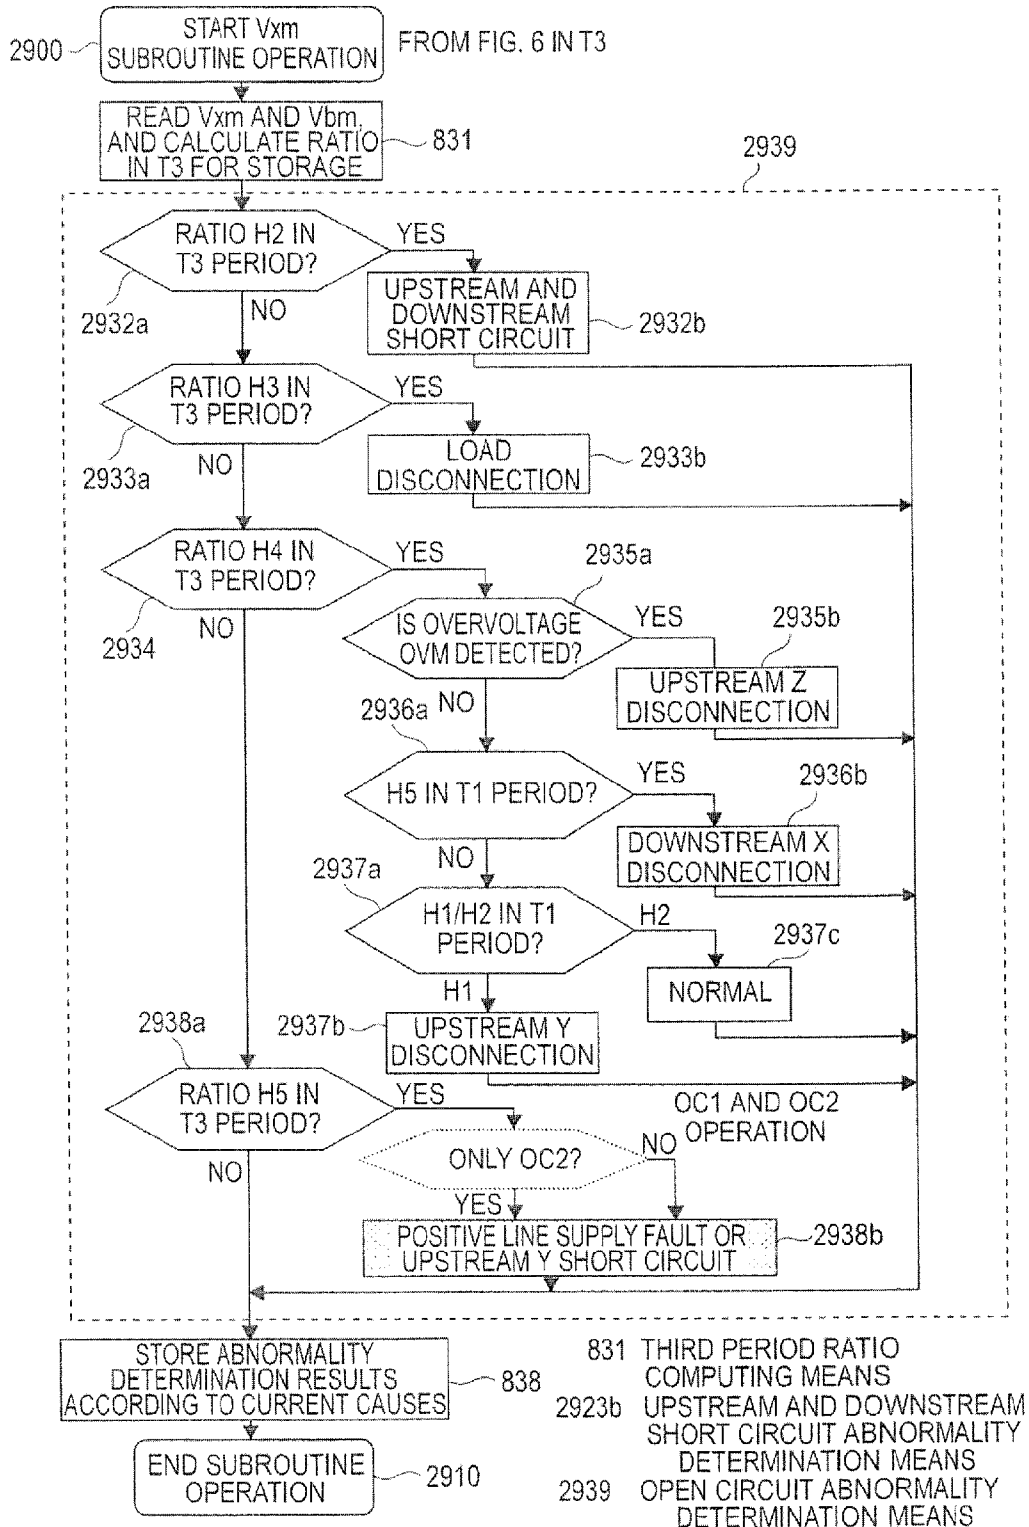 2900
START Vxm
SUBROUTINE OPERATION
FROM FIG. 6 IN T3
READ Vxm AND Vbm,
AND CALCULATE RATIO
IN T3 FOR STORAGE
831
2939
RATIO H2 IN
T3 PERIOD?
YES
2932a
NO
UPSTREAM AND
DOWNSTREAM
SHORT CIRCUIT
2932b
RATIO H3 IN
T3 PERIOD?
YES
2933a
NO
LOAD
DISCONNECTION
2933b
RATIO H4 IN
T3 PERIOD?
YES
2934
NO
2935a
IS OVERVOLTAGE
OVM DETECTED?
YES
2935b
UPSTREAM Z
DISCONNECTION
NO
2936a
H5 IN T1 PERIOD?
YES
2936b
DOWNSTREAM X
DISCONNECTION
NO
2937a
H1/H2 IN T1
PERIOD?
H2
2937c
NORMAL
H1
2937b
UPSTREAM Y
DISCONNECTION
2938a
RATIO H5 IN
T3 PERIOD?
YES
NO
OC1 AND OC2
OPERATION
ONLY OC2?
NO
YES
POSITIVE LINE SUPPLY FAULT OR
UPSTREAM Y SHORT CIRCUIT
2938b
STORE ABNORMALITY
DETERMINATION RESULTS
ACCORDING TO CURRENT CAUSES
838
END SUBROUTINE
OPERATION
2910
831 THIRD PERIOD RATIO
COMPUTING MEANS
2923b UPSTREAM AND DOWNSTREAM
SHORT CIRCUIT ABNORMALITY
DETERMINATION MEANS
2939 OPEN CIRCUIT ABNORMALITY
DETERMINATION MEANS